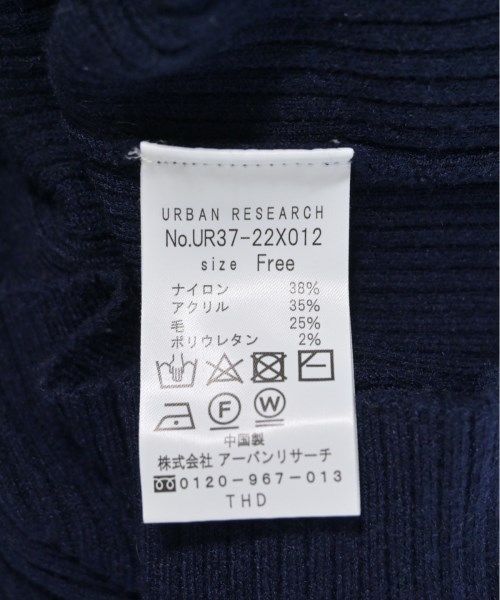 URBAN RESEARCH
No.UR37-22X012
size Free
ナイロン 38%
アクリル 35%
毛 25%
ポリウレタン 2%
F W
中国製
株式会社 アーバンリサーチ
0120-967-013
THD